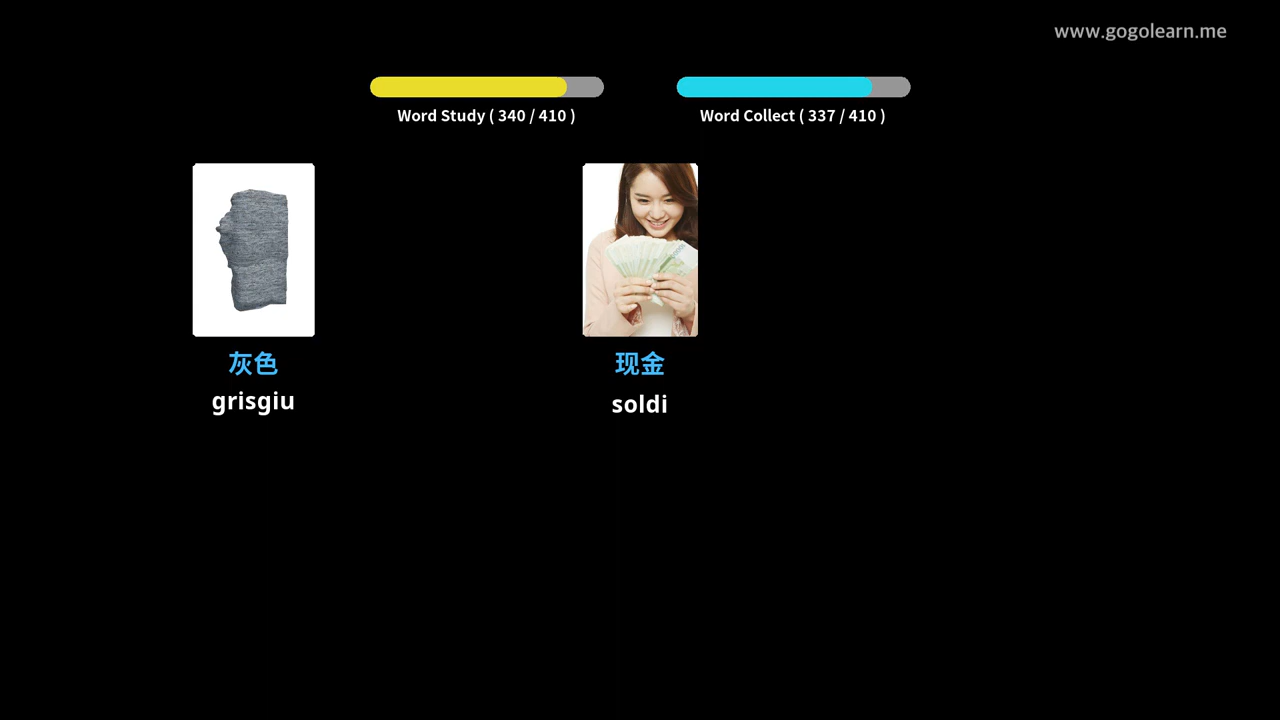 www.gogolearn.me
Word Study ( 340 / 410 )
Word Collect ( 337 / 410 )
灰色
grisgiu
现金
soldi